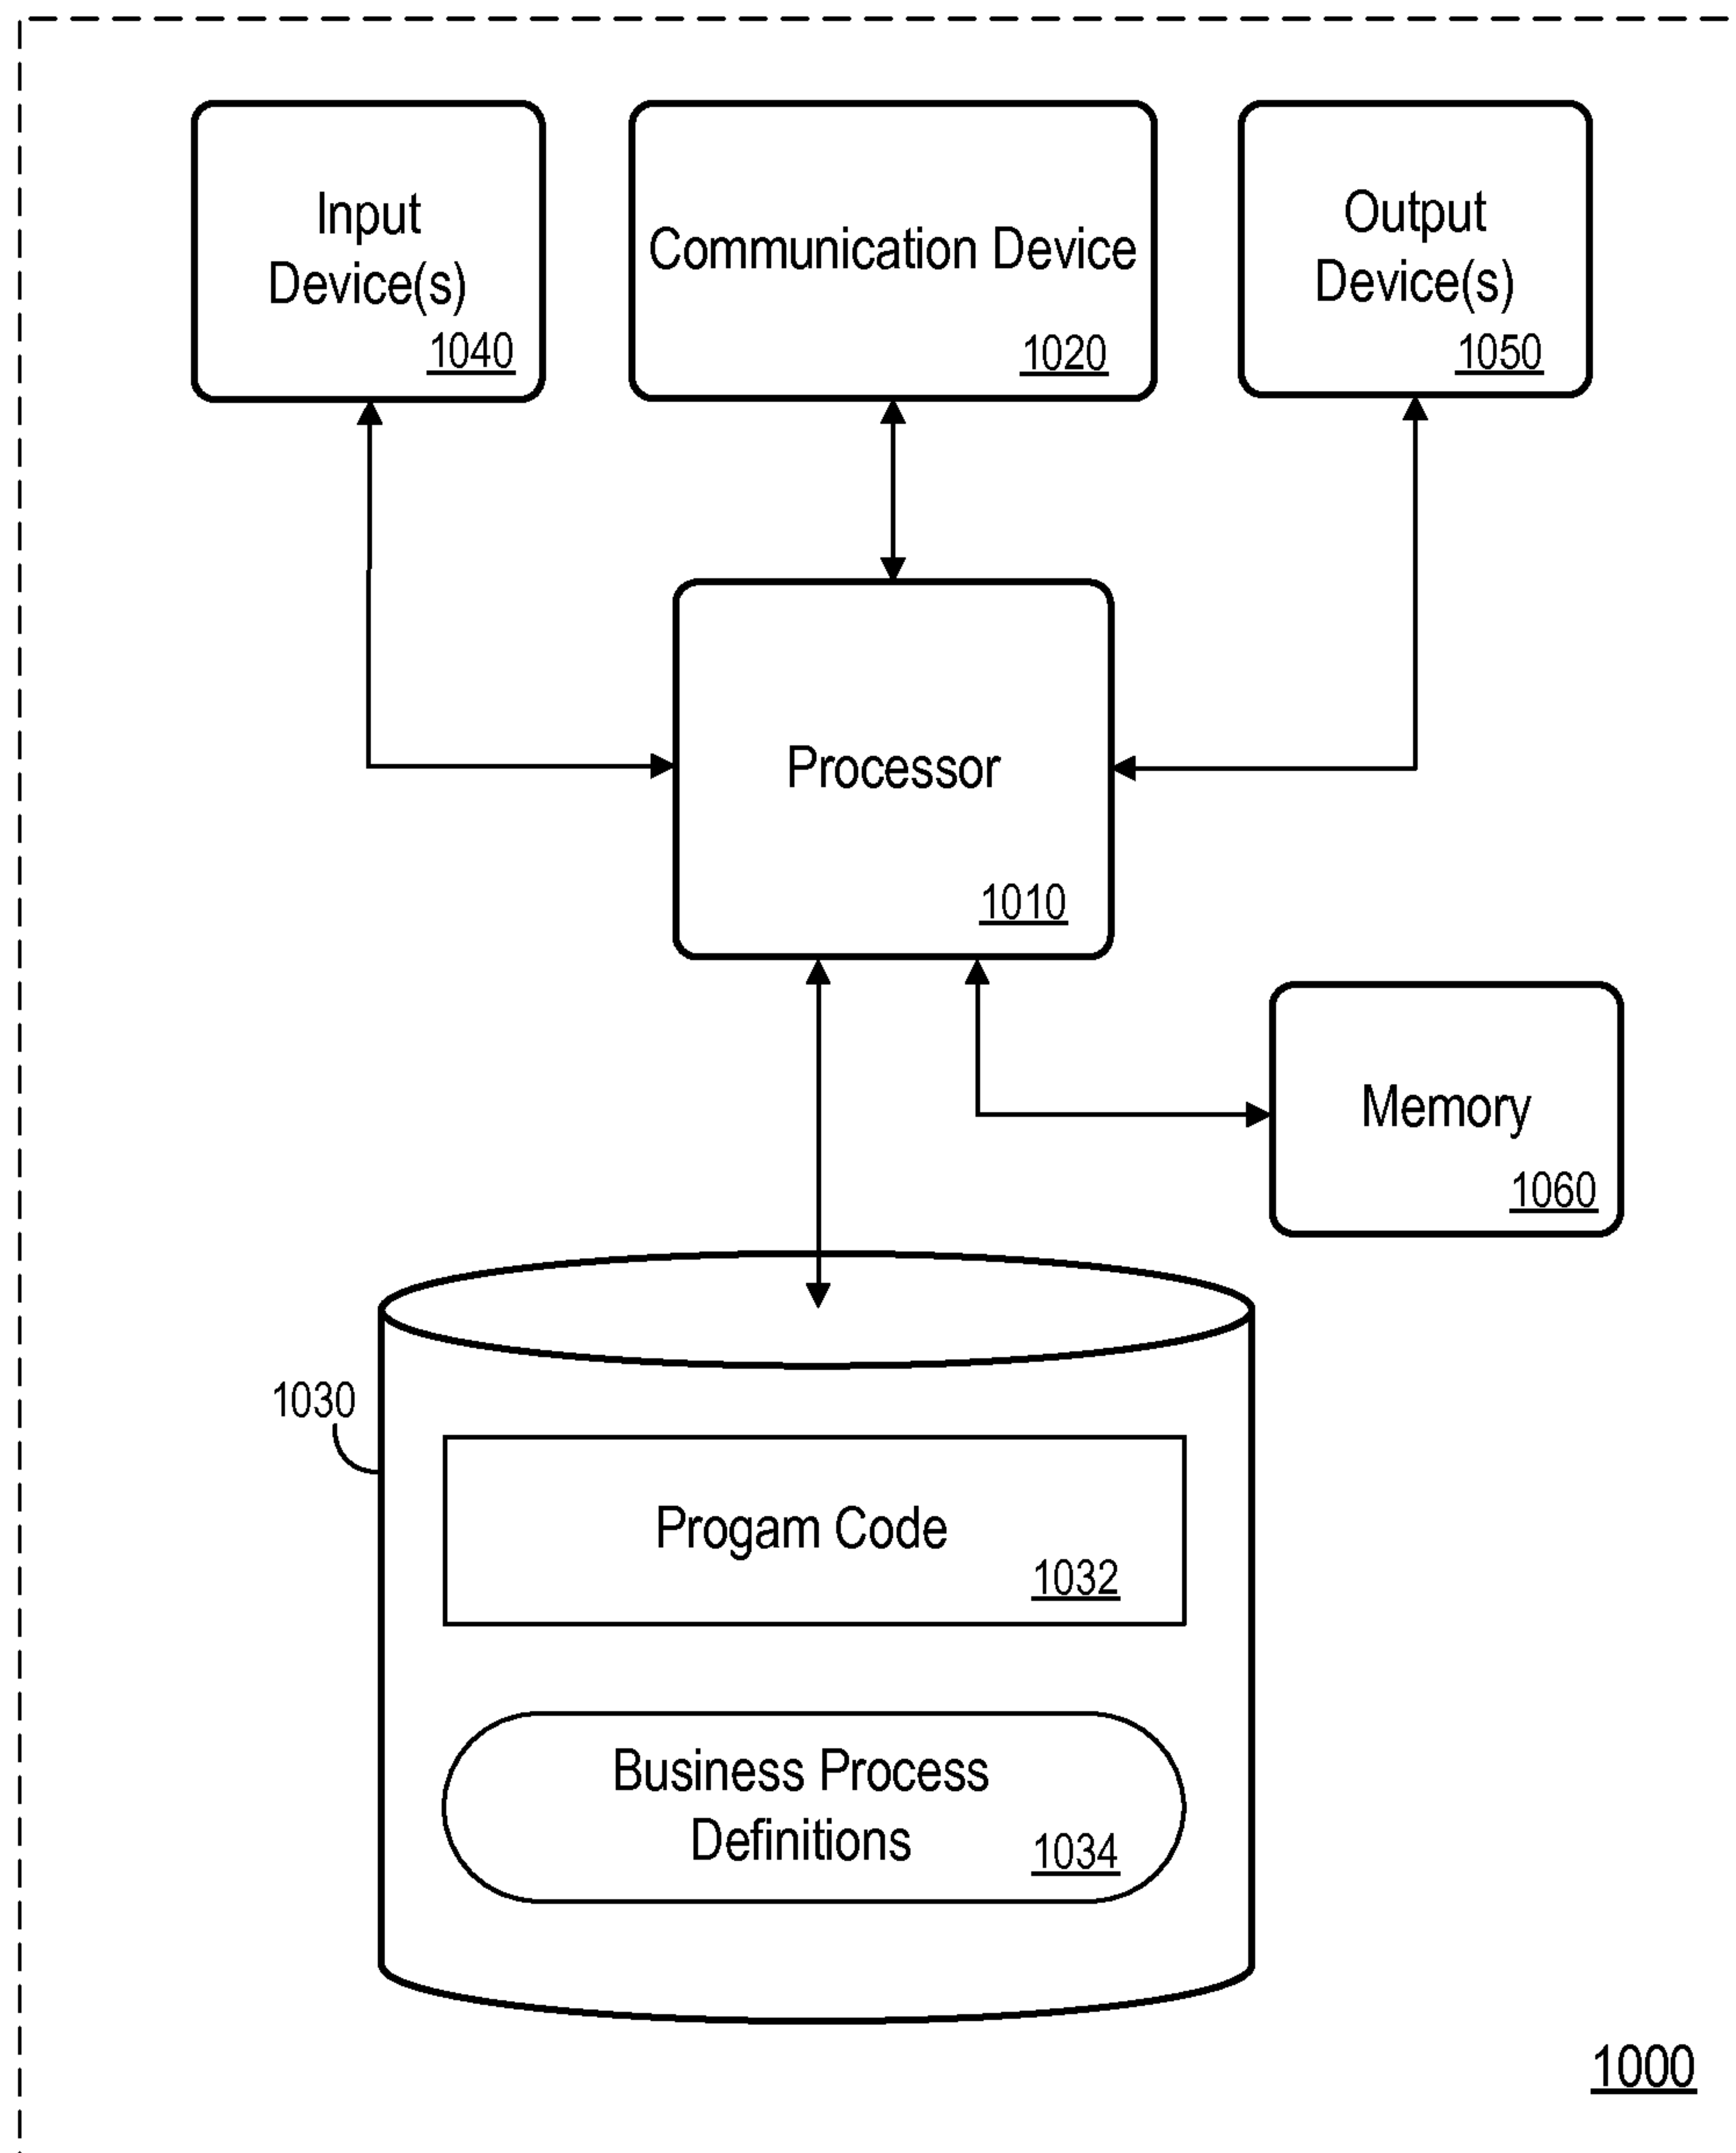 Input
Device(s)
1040
Communication Device
1020
Output
Device(s)
1050
Processor
1010
Memory
1060
1030
Progam Code
1032
Business Process
Definitions
1034
1000